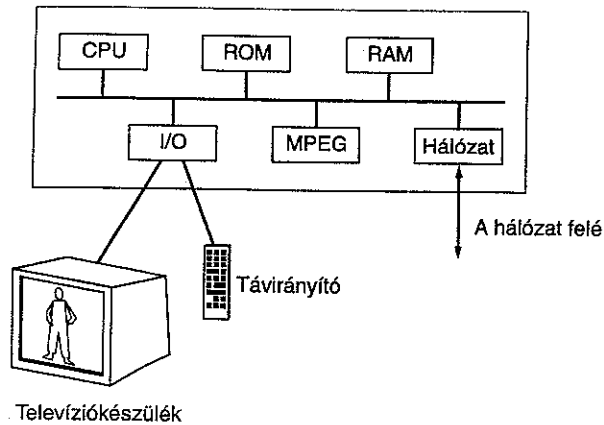 CPU
ROM
RAM
I/O
MPEG
Hálózat
A hálózat felé
Távirányító
Televíziókészülék